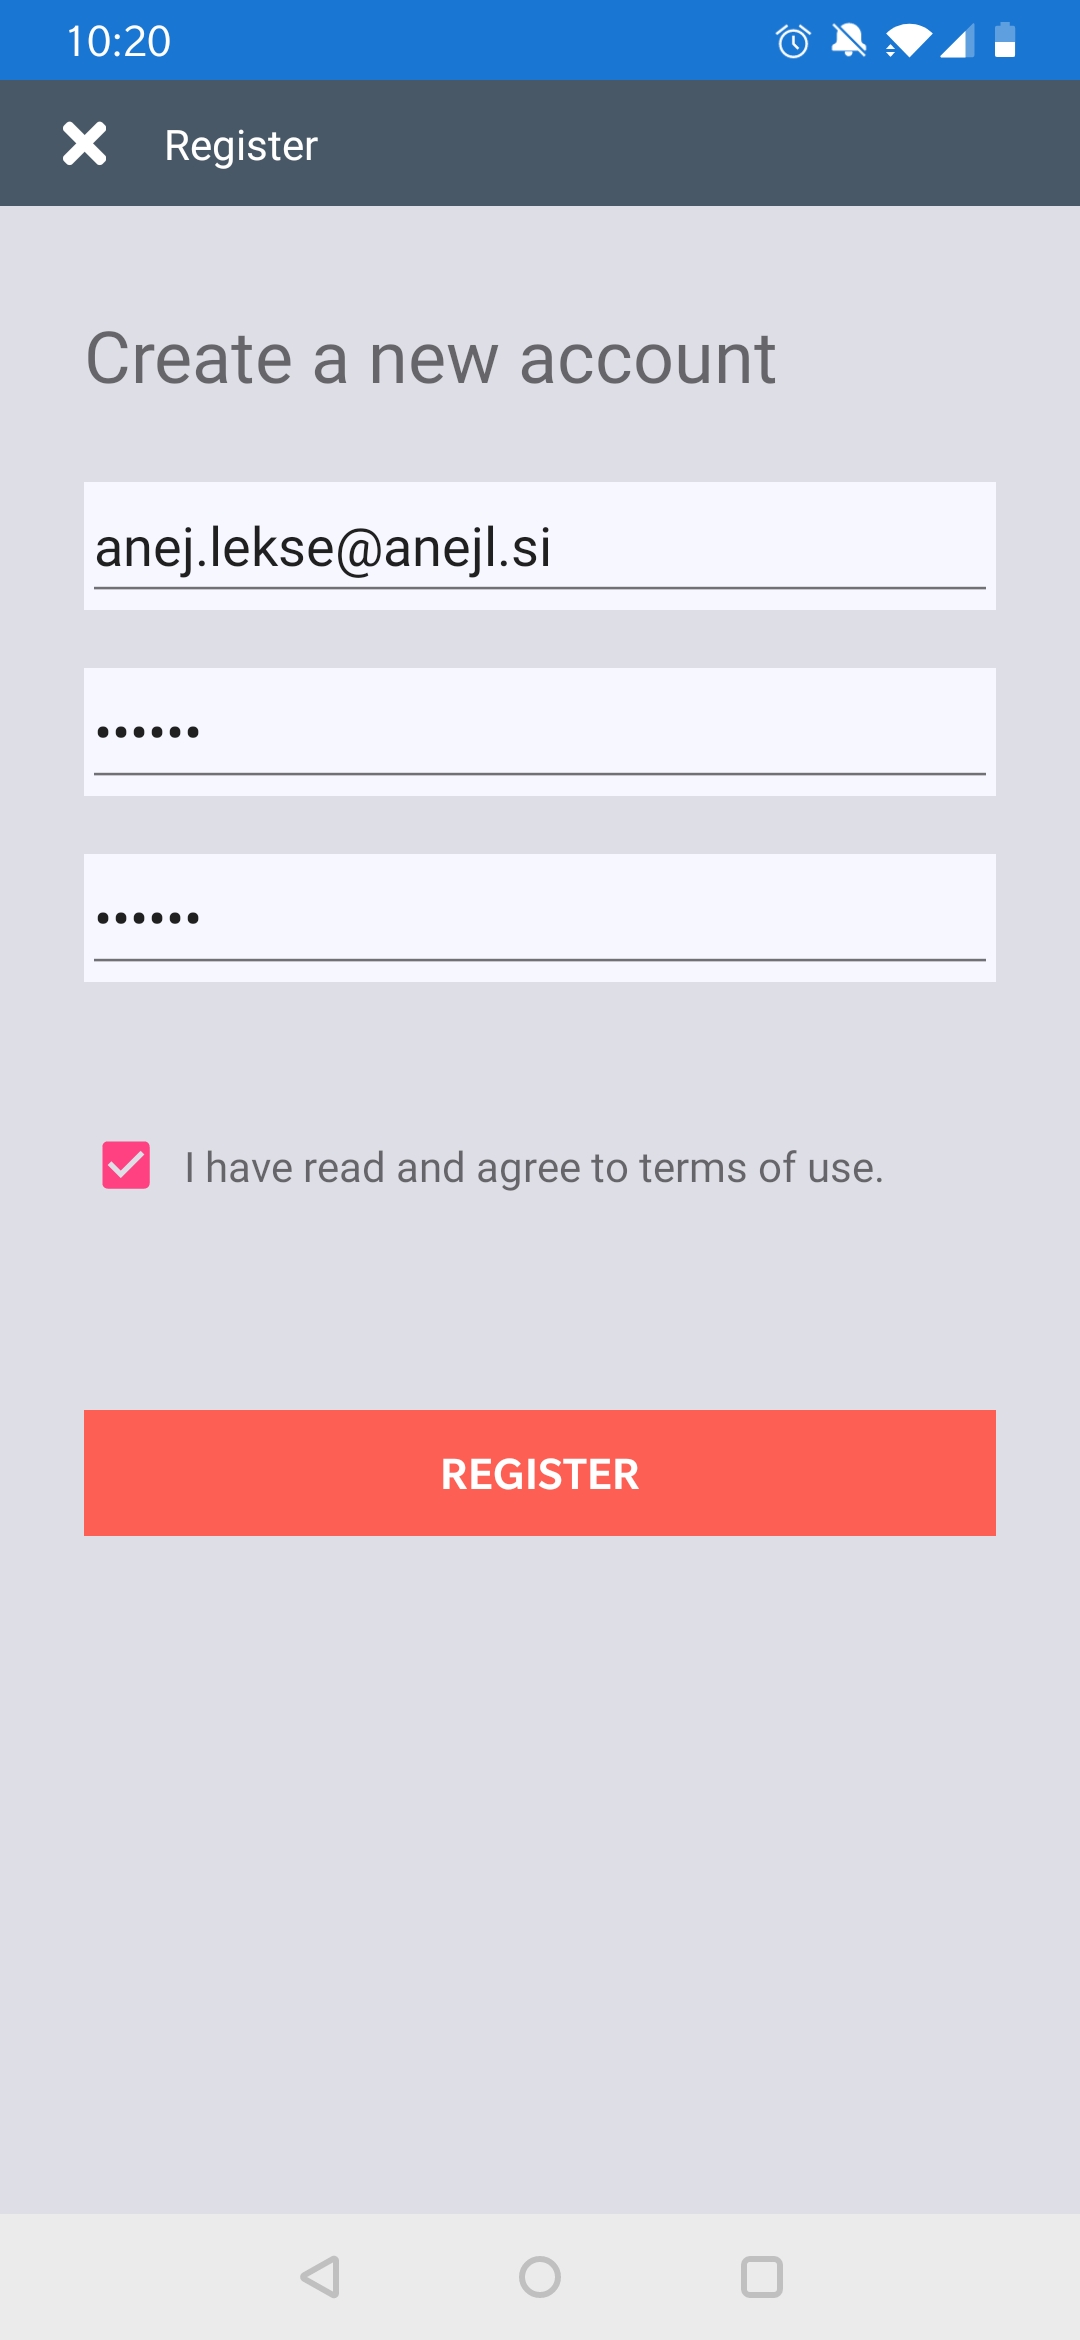 10:20
Register
Create a new account
anej.lekse@anejl.si
••••••
••••••
I have read and agree to terms of use.
REGISTER